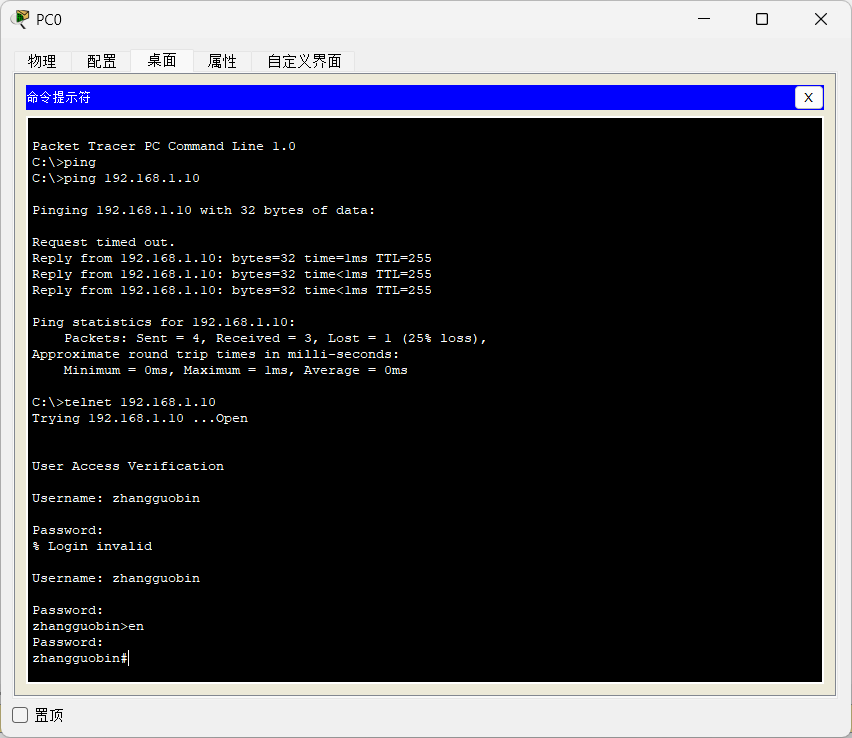 PC0
物理 配置 桌面 属性 自定义界面
命令提示符 X
Packet Tracer PC Command Line 1.0
C:\>ping
C:\>ping 192.168.1.10
Pinging 192.168.1.10 with 32 bytes of data:
Request timed out.
Reply from 192.168.1.10: bytes=32 time=1ms TTL=255
Reply from 192.168.1.10: bytes=32 time<1ms TTL=255
Reply from 192.168.1.10: bytes=32 time<1ms TTL=255
Ping statistics for 192.168.1.10:
    Packets: Sent = 4, Received = 3, Lost = 1 (25% loss),
Approximate round trip times in milli-seconds:
    Minimum = 0ms, Maximum = 1ms, Average = 0ms
C:\>telnet 192.168.1.10
Trying 192.168.1.10 ...Open
User Access Verification
Username: zhangguobin
Password:
% Login invalid
Username: zhangguobin
Password:
zhangguobin>en
Password:
zhangguobin#
置顶